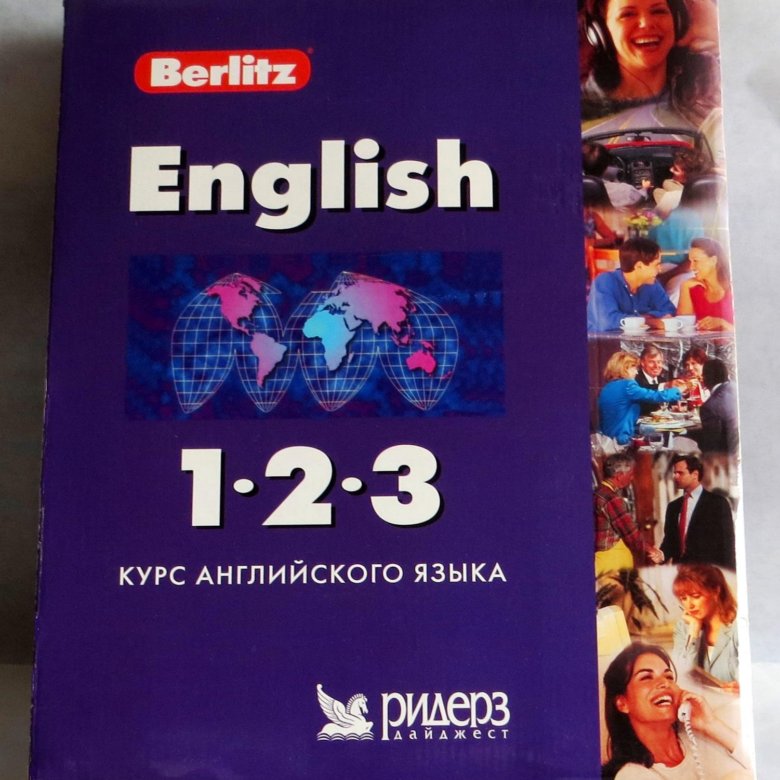 Berlitz®
English
1·2·3
КУРС АНГЛИЙСКОГО ЯЗЫКА
РИДЕРЗ
ДАЙДЖЕСТ